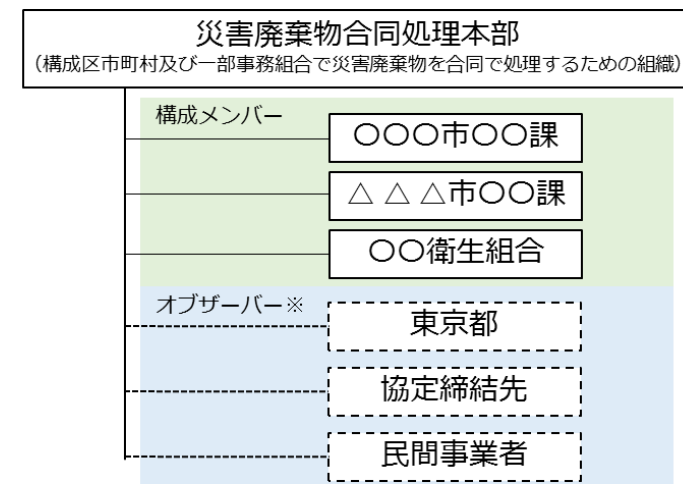 災害廃棄物合同処理本部
（構成区市町村及び一部事務組合で災害廃棄物を合同で処理するための組織）
構成メンバー
〇〇〇市〇〇課
△ △ △市〇〇課
〇〇衛生組合
オブザーバー※
東京都
協定締結先
民間事業者